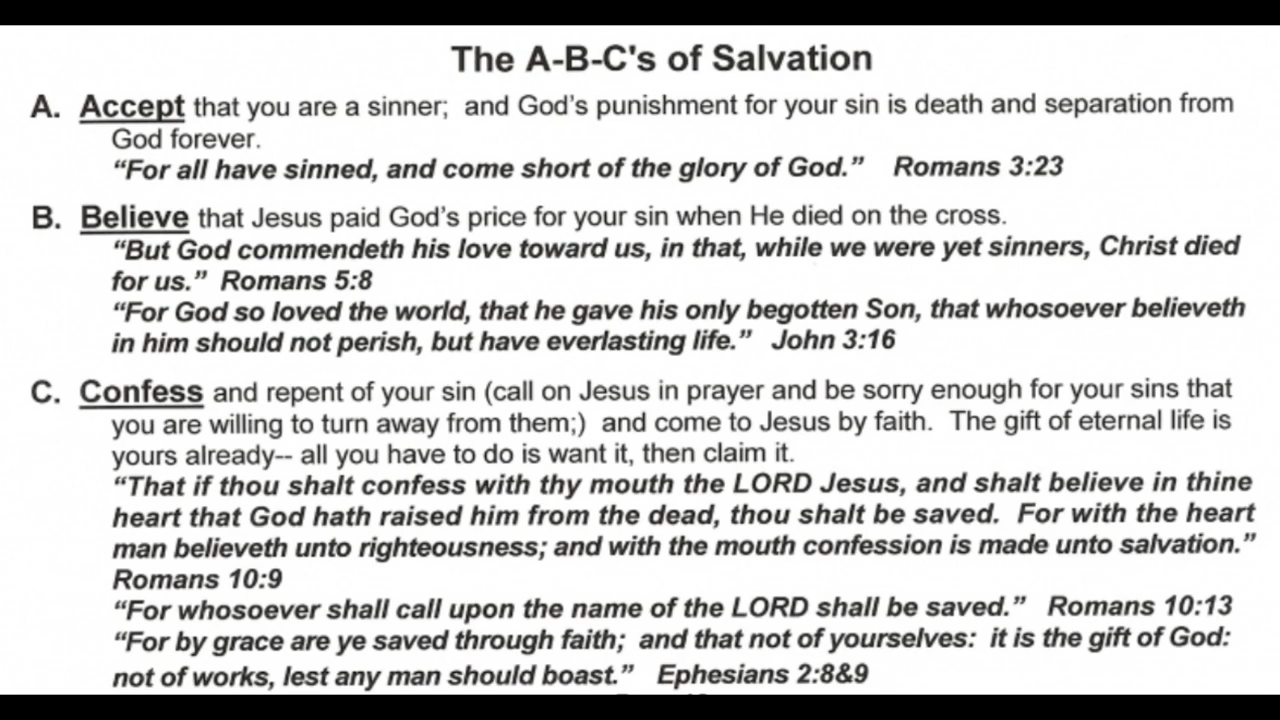 The A-B-C's of Salvation
A. Accept that you are a sinner;  and God's punishment for your sin is death and separation from
God forever.
“For all have sinned, and come short of the glory of God.”   Romans 3:23
B. Believe that Jesus paid God's price for your sin when He died on the cross.
“But God commendeth his love toward us, in that, while we were yet sinners, Christ died
for us.”  Romans 5:8
“For God so loved the world, that he gave his only begotten Son, that whosoever believeth
in him should not perish, but have everlasting life.”   John 3:16
C. Confess and repent of your sin (call on Jesus in prayer and be sorry enough for your sins that
you are willing to turn away from them;)  and come to Jesus by faith.  The gift of eternal life is
yours already-- all you have to do is want it, then claim it.
“That if thou shalt confess with thy mouth the LORD Jesus, and shalt believe in thine
heart that God hath raised him from the dead, thou shalt be saved.  For with the heart
man believeth unto righteousness; and with the mouth confession is made unto salvation.”
Romans 10:9
“For whosoever shall call upon the name of the LORD shall be saved.”   Romans 10:13
“For by grace are ye saved through faith;  and that not of yourselves:  it is the gift of God:
not of works, lest any man should boast.”   Ephesians 2:8&9